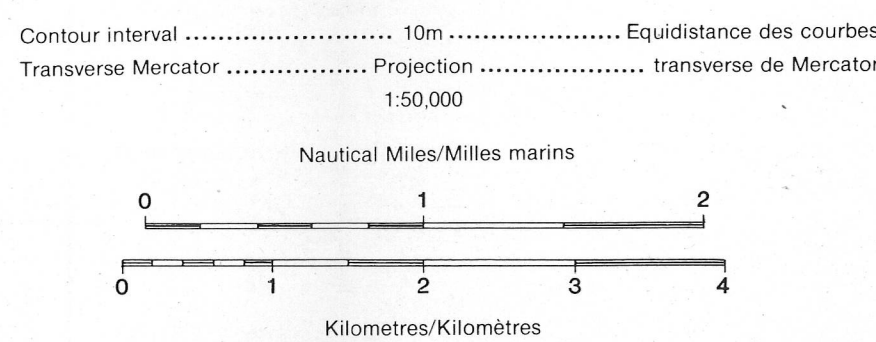 Contour interval ........................ 10m .................... Equidistance des courbes
Transverse Mercator ................ Projection ................... transverse de Mercator
1:50,000
Nautical Miles/Milles marins
0 1 2
0 1 2 3 4
Kilometres/Kilomètres